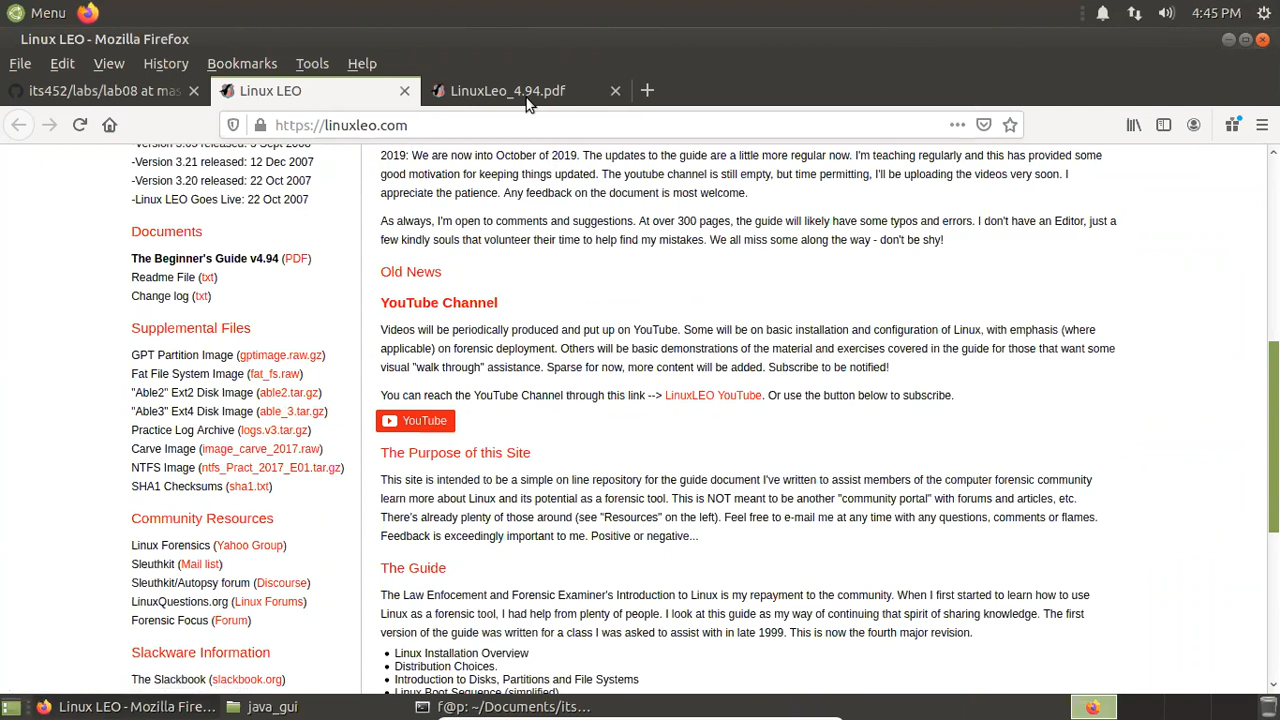 Menu
4:45 PM
Linux LEO - Mozilla Firefox
File Edit View History Bookmarks Tools Help
its452/labs/lab08 at mas
Linux LEO
LinuxLeo_4.94.pdf
https://linuxleo.com
-Version 3.21 released: 12 Dec 2007
-Version 3.20 released: 22 Oct 2007
-Linux LEO Goes Live: 22 Oct 2007
Documents
The Beginner's Guide v4.94 (PDF)
Readme File (txt)
Change log (txt)
Supplemental Files
GPT Partition Image (gptimage.raw.gz)
Fat File System Image (fat_fs.raw)
"Able2" Ext2 Disk Image (able2.tar.gz)
"Able3" Ext4 Disk Image (able_3.tar.gz)
Practice Log Archive (logs.v3.tar.gz)
Carve Image (image_carve_2017.raw)
NTFS Image (ntfs_Pract_2017_E01.tar.gz)
SHA1 Checksums (sha1.txt)
Community Resources
Linux Forensics (Yahoo Group)
Sleuthkit (Mail list)
Sleuthkit/Autopsy forum (Discourse)
LinuxQuestions.org (Linux Forums)
Forensic Focus (Forum)
Slackware Information
The Slackbook (slackbook.org)
2019: We are now into October of 2019. The updates to the guide are a little more regular now. I'm teaching regularly and this has provided some
good motivation for keeping things updated. The youtube channel is still empty, but time permitting, I'll be uploading the videos very soon. I
appreciate the patience. Any feedback on the document is most welcome.
As always, I'm open to comments and suggestions. At over 300 pages, the guide will likely have some typos and errors. I don't have an Editor, just a
few kindly souls that volunteer their time to help find my mistakes. We all miss some along the way - don't be shy!
Old News
YouTube Channel
Videos will be periodically produced and put up on YouTube. Some will be on basic installation and configuration of Linux, with emphasis (where
applicable) on forensic deployment. Others will be basic demonstrations of the material and exercises covered in the guide for those that want some
visual "walk through" assistance. Sparse for now, more content will be added. Subscribe to be notified!
You can reach the YouTube Channel through this link --> LinuxLEO YouTube. Or use the button below to subscribe.
YouTube
The Purpose of this Site
This site is intended to be a simple on line repository for the guide document I've written to assist members of the computer forensic community
learn more about Linux and its potential as a forensic tool. This is NOT meant to be another "community portal" with forums and articles, etc.
There's already plenty of those around (see "Resources" on the left). Feel free to e-mail me at any time with any questions, comments or flames.
Feedback is exceedingly important to me. Positive or negative...
The Guide
The Law Enfocement and Forensic Examiner's Introduction to Linux is my repayment to the community. When I first started to learn how to use
Linux as a forensic tool, I had help from plenty of people. I look at this guide as my way of continuing that spirit of sharing knowledge. The first
version of the guide was written for a class I was asked to assist with in late 1999. This is now the fourth major revision.
• Linux Installation Overview
• Distribution Choices.
• Introduction to Disks, Partitions and File Systems
• Linux Boot Sequence (simplified)
Linux LEO - Mozilla Fire...
java_gui
f@p: ~/Documents/its...